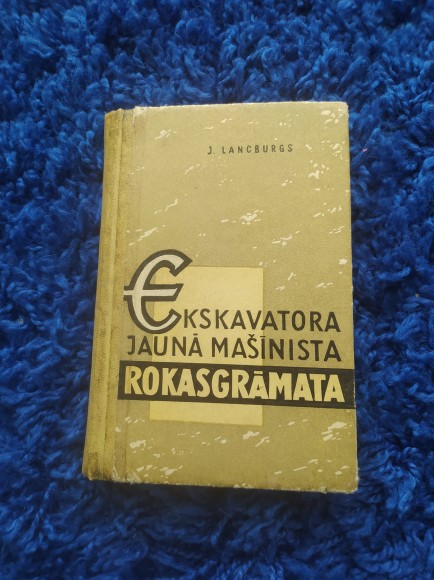 J. LANCBURGS
EKSKAVATORA
JAUNĀ MAŠĪNISTA
ROKASGRĀMATA